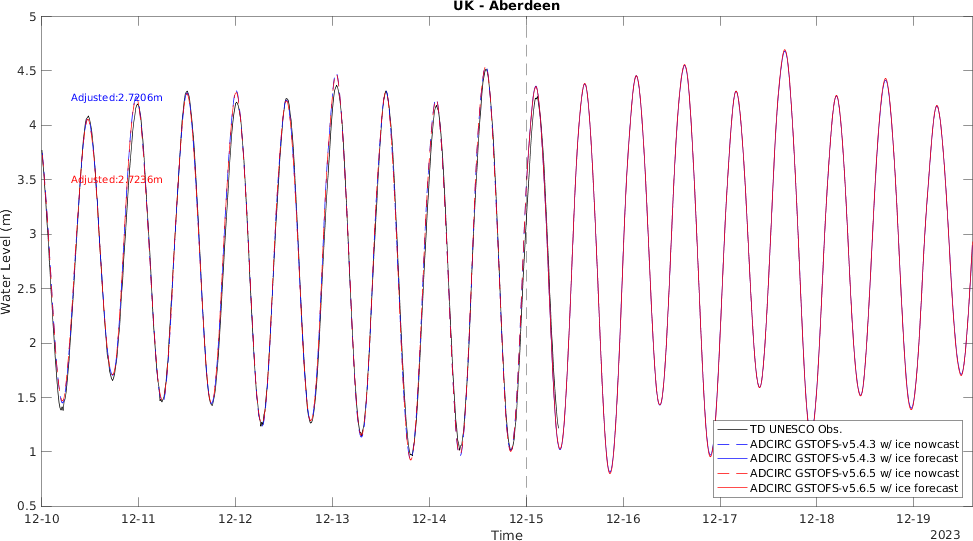 UK - Aberdeen
5
4.5
4
3.5
3
2.5
2
1.5
1
0.5
Water Level (m)
Adjusted:2.7206m
Adjusted:2.7236m
TD UNESCO Obs.
ADCIRC GSTOFS-v5.4.3 w/ ice nowcast
ADCIRC GSTOFS-v5.4.3 w/ ice forecast
ADCIRC GSTOFS-v5.6.5 w/ ice nowcast
ADCIRC GSTOFS-v5.6.5 w/ ice forecast
12-10 12-11 12-12 12-13 12-14 12-15 12-16 12-17 12-18 12-19
Time
2023